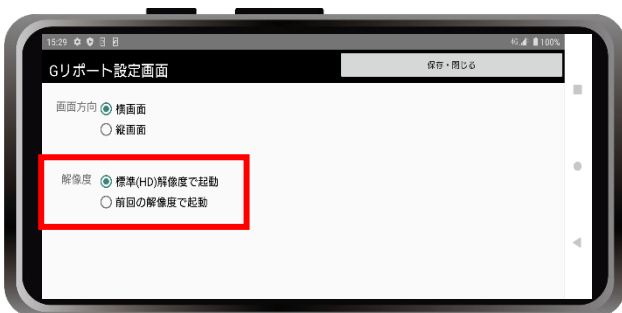 15:29 4G 100%
Gリポート設定画面 保存・閉じる
画面方向 横画面
縦画面
解像度 標準(HD)解像度で起動
前回の解像度で起動